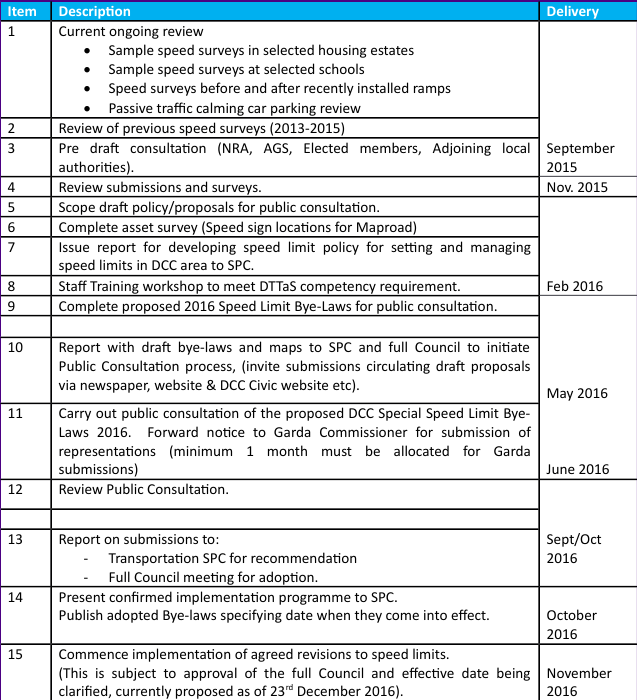 Item Description Delivery
1 Current ongoing review
• Sample speed surveys in selected housing estates
• Sample speed surveys at selected schools
• Speed surveys before and after recently installed ramps
• Passive traffic calming car parking review
2 Review of previous speed surveys (2013-2015)
3 Pre draft consultation (NRA, AGS, Elected members, Adjoining local September
authorities). 2015
4 Review submissions and surveys. Nov. 2015
5 Scope draft policy/proposals for public consultation.
6 Complete asset survey (Speed sign locations for Maproad)
7 Issue report for developing speed limit policy for setting and managing
speed limits in DCC area to SPC.
8 Staff Training workshop to meet DTTaS competency requirement. Feb 2016
9 Complete proposed 2016 Speed Limit Bye-Laws for public consultation.
10 Report with draft bye-laws and maps to SPC and full Council to initiate
Public Consultation process, (invite submissions circulating draft proposals
via newspaper, website & DCC Civic website etc).
May 2016
11 Carry out public consultation of the proposed DCC Special Speed Limit Bye-
Laws 2016. Forward notice to Garda Commissioner for submission of
representations (minimum 1 month must be allocated for Garda
submissions) June 2016
12 Review Public Consultation.
13 Report on submissions to: Sept/Oct
- Transportation SPC for recommendation 2016
- Full Council meeting for adoption.
14 Present confirmed implementation programme to SPC.
Publish adopted Bye-laws specifying date when they come into effect. October
2016
15 Commence implementation of agreed revisions to speed limits.
(This is subject to approval of the full Council and effective date being November
clarified, currently proposed as of 23rd December 2016). 2016